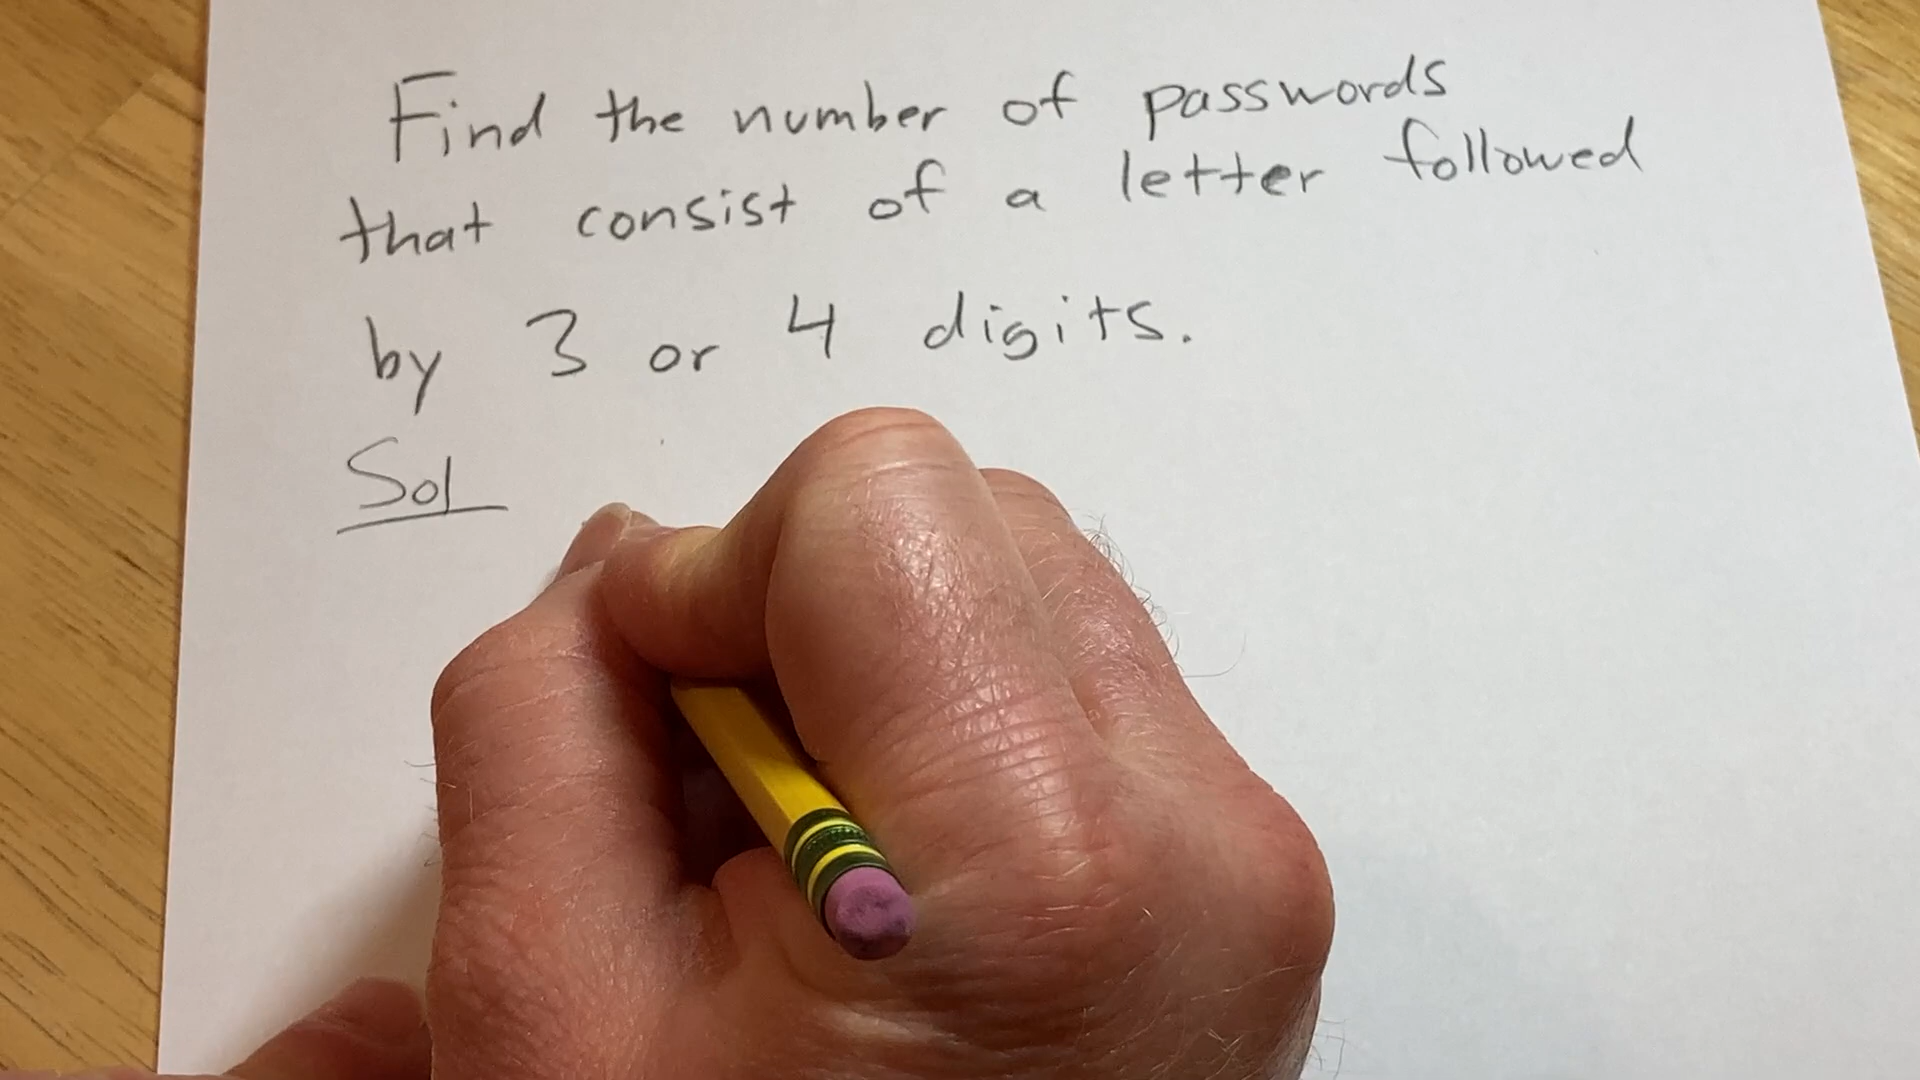 Find the number of passwords
that consist of a letter followed
by 3 or 4 digits.
Sol